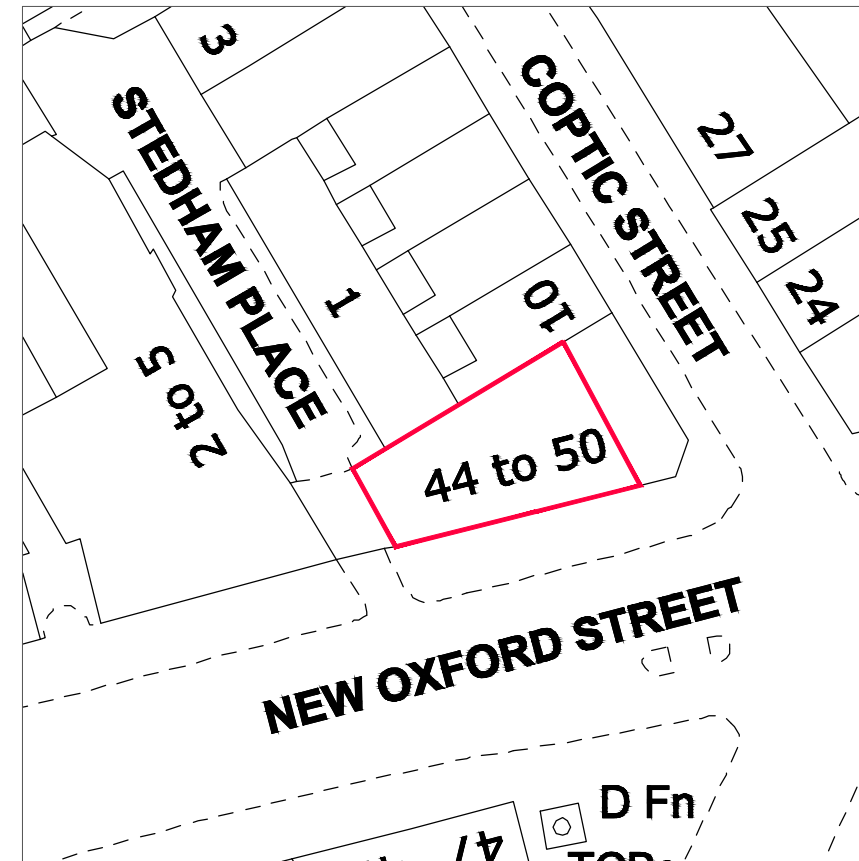 3
STEDHAM PLACE
COPTIC STREET
27
25
24
1
10
2 to 5
44 to 50
NEW OXFORD STREET
D Fn
47